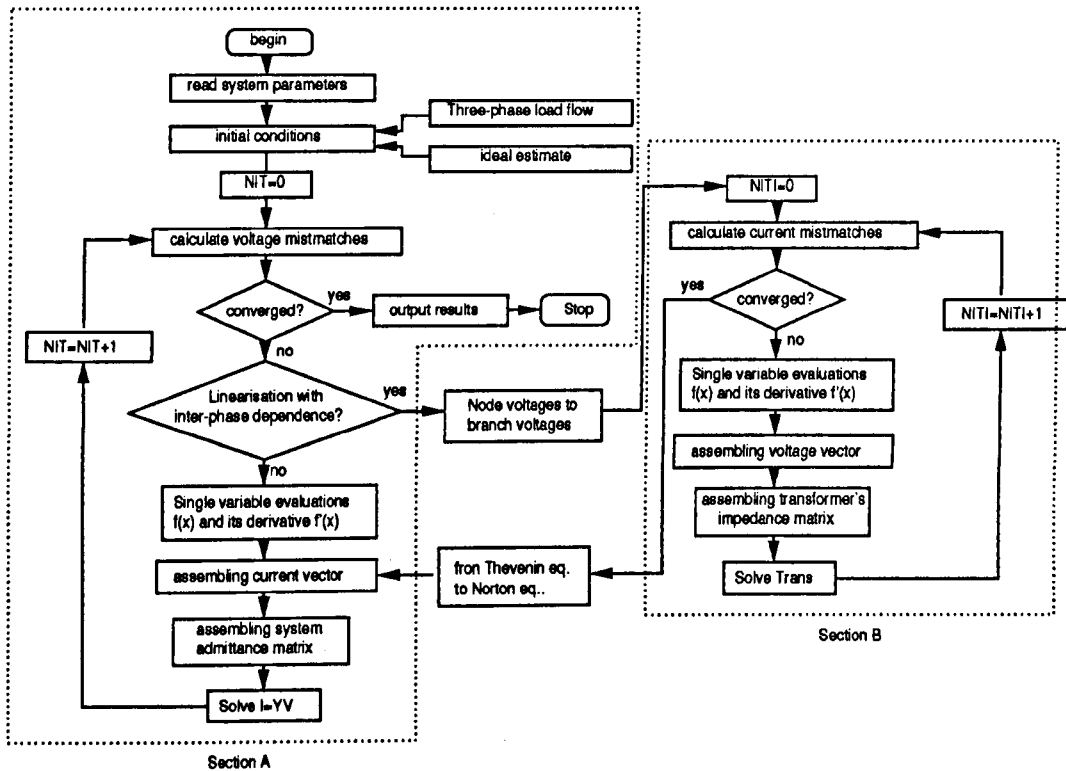 begin
read system parameters
Three-phase load flow
initial conditions
ideal estimate
NIT=0
calculate voltage mistmatches
converged?
yes
output results
Stop
no
NIT=NIT+1
Linearisation with
inter-phase dependence?
yes
Node voltages to
branch voltages
no
Single variable evaluations
f(x) and its derivative f'(x)
assembling current vector
fron Thevenin eq.
to Norton eq..
assembling system
admittance matrix
Solve I=YV
Section A
NITI=0
calculate current mistmatches
yes
converged?
NITI=NITI+1
no
Single variable evaluations
f(x) and its derivative f'(x)
assembling voltage vector
assembling transformer's
impedance matrix
Solve Trans
Section B